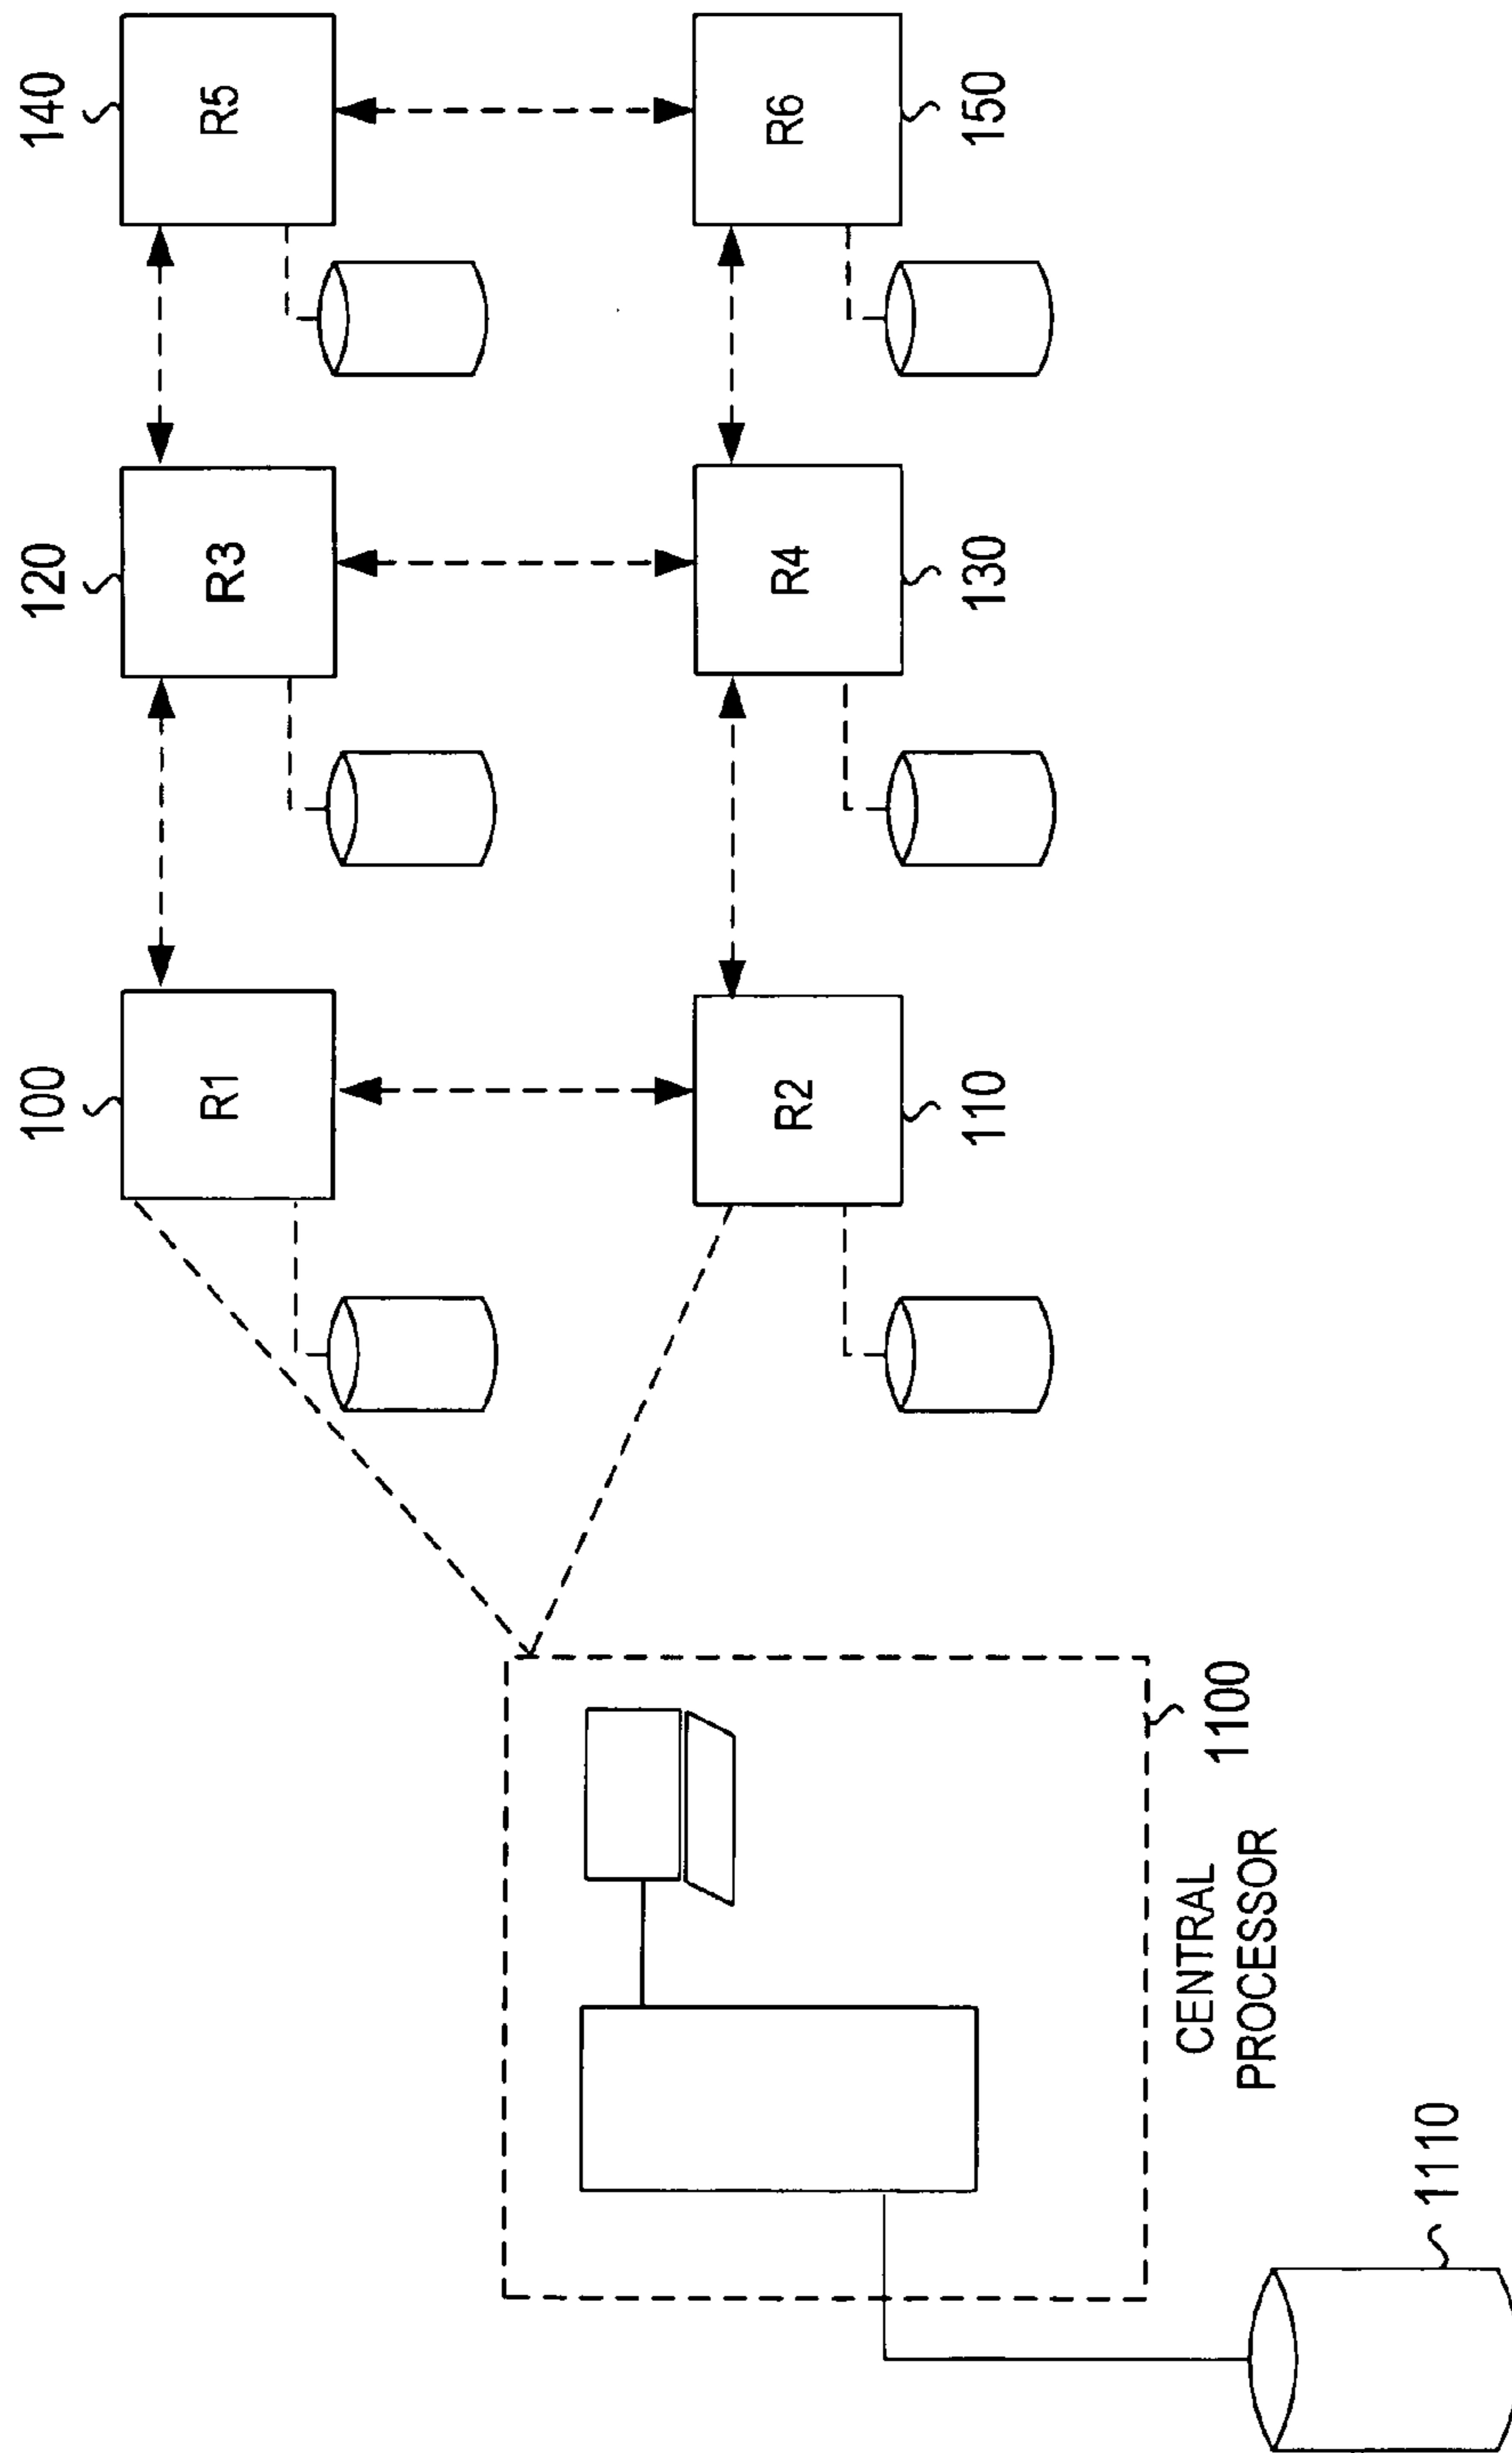 100
R1
120
R3
140
R5
R2
110
R4
130
R6
150
1100
CENTRAL
PROCESSOR
1110